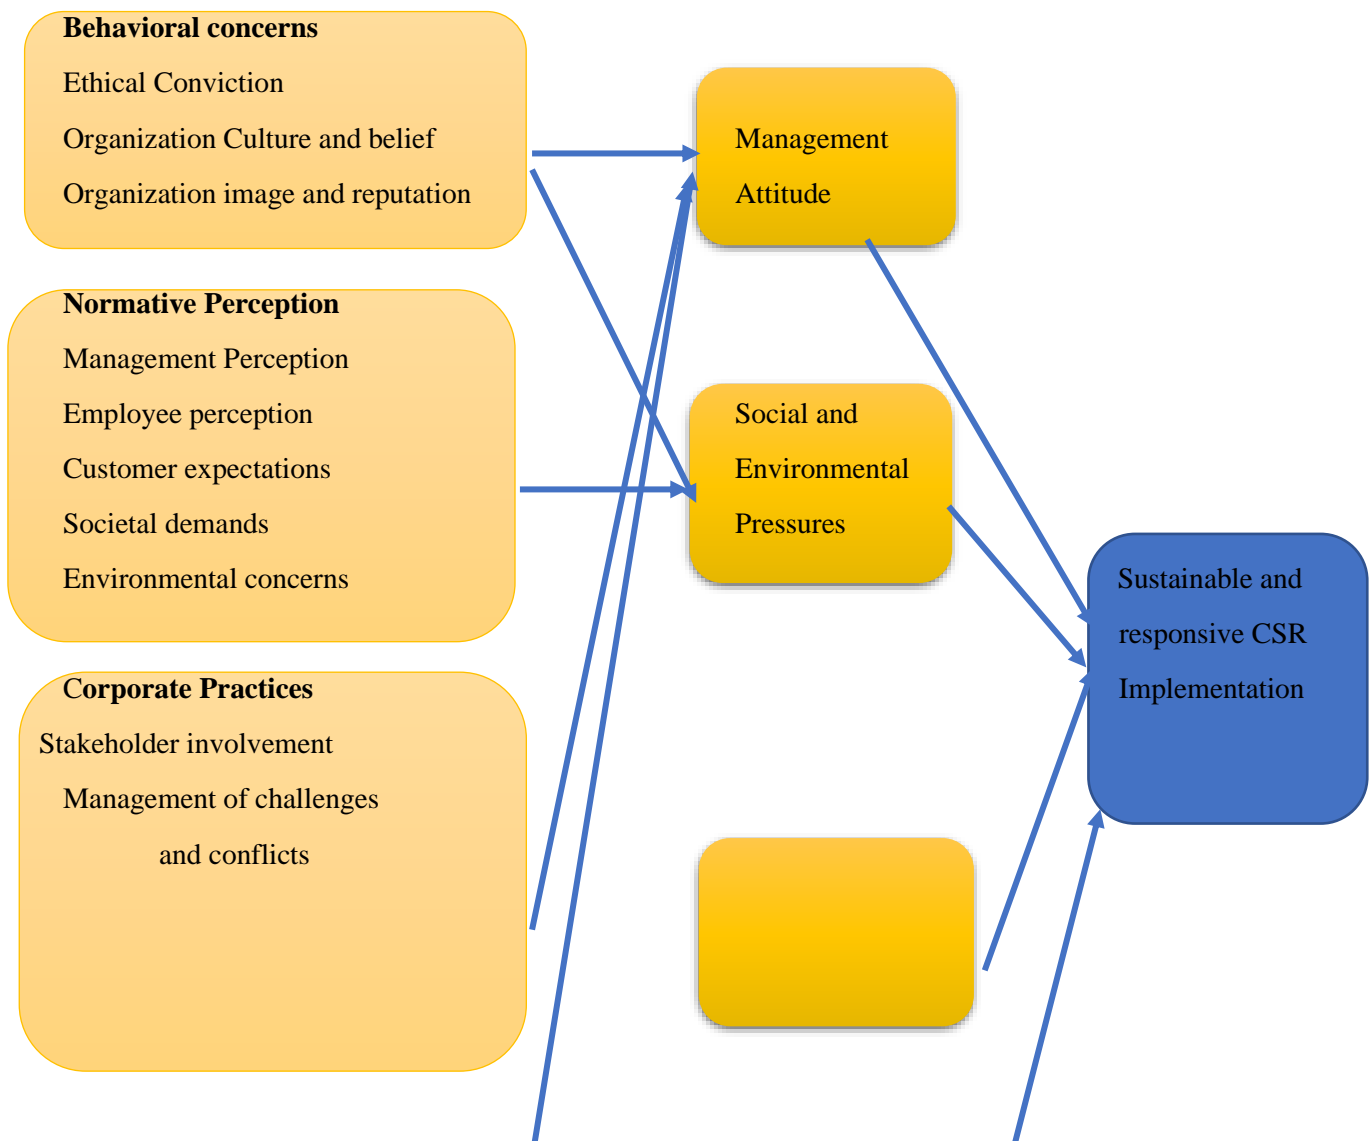 Behavioral concerns
Ethical Conviction
Organization Culture and belief
Organization image and reputation
Normative Perception
Management Perception
Employee perception
Customer expectations
Societal demands
Environmental concerns
Corporate Practices
Stakeholder involvement
Management of challenges
and conflicts
Management
Attitude
Social and
Environmental
Pressures
Sustainable and
responsive CSR
Implementation